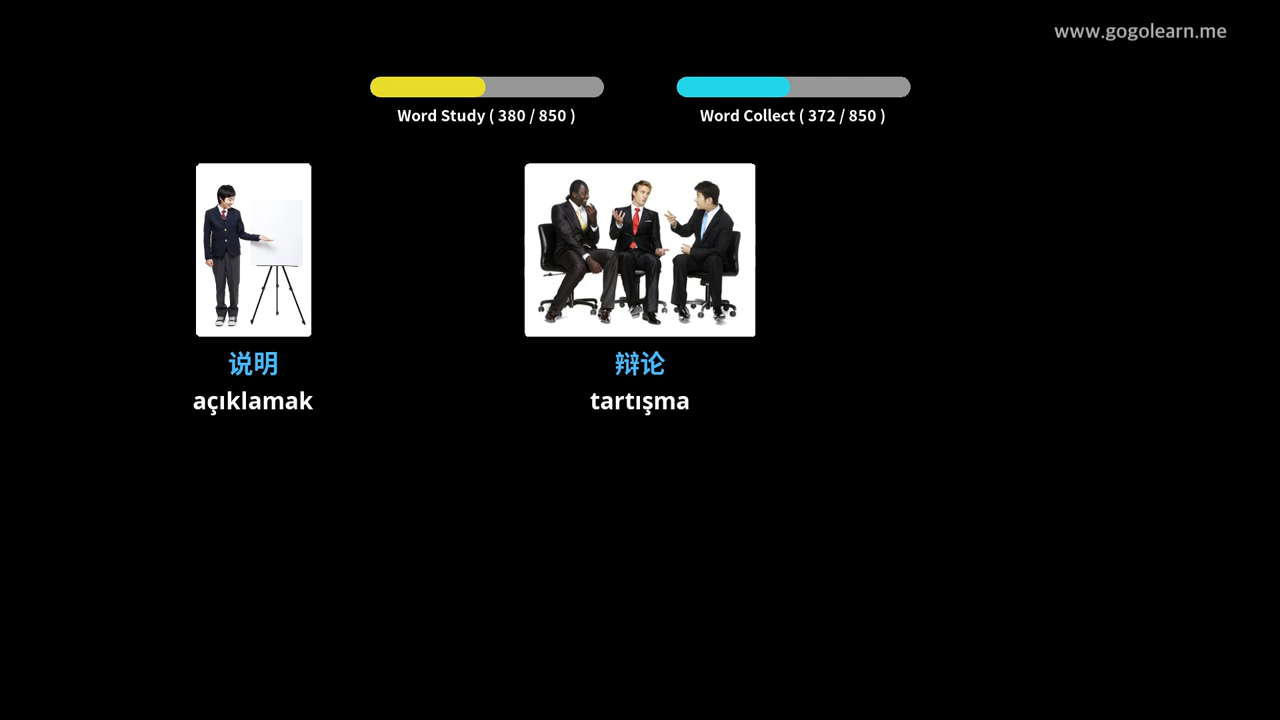 www.gogolearn.me
Word Study ( 380 / 850 )
Word Collect ( 372 / 850 )
说明
açıklamak
辩论
tartışma